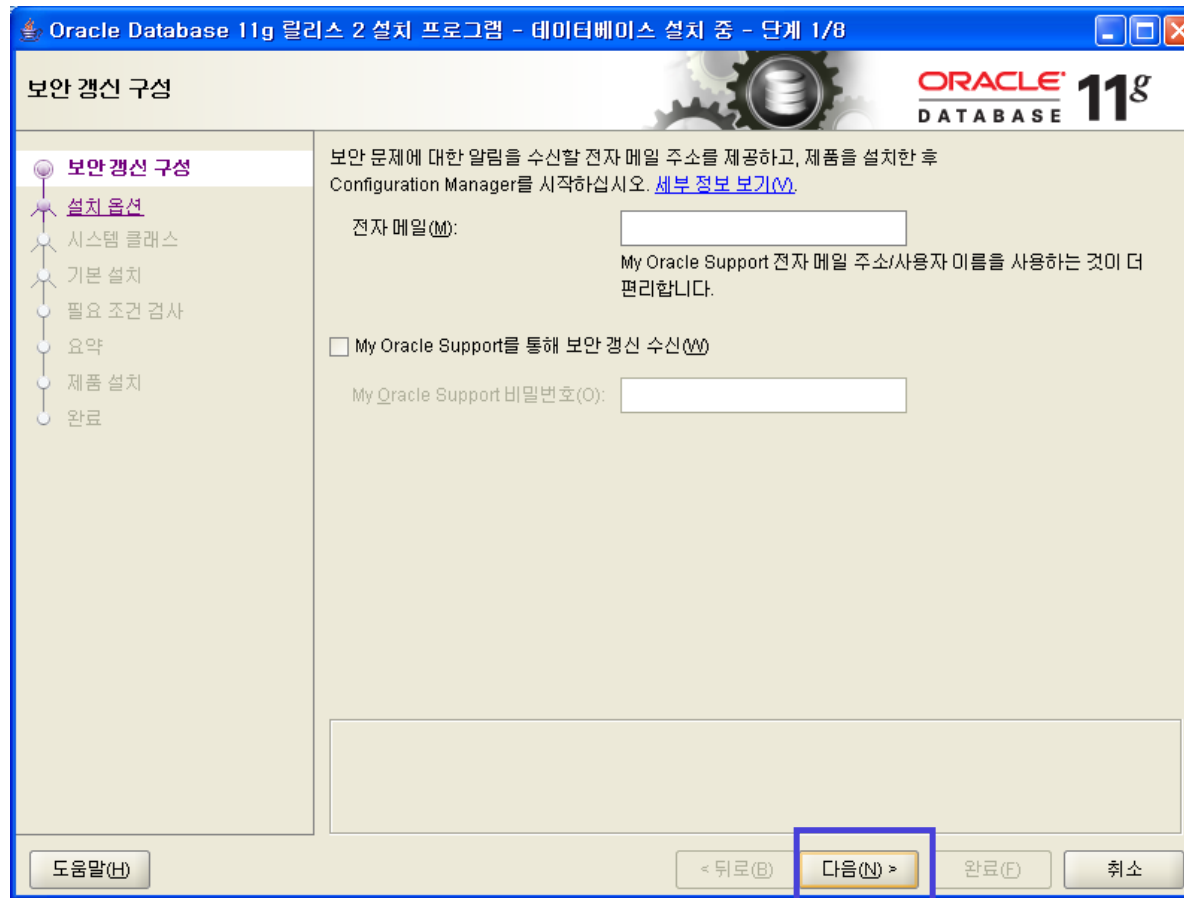 Oracle Database 11g 릴리스 2 설치 프로그램 - 데이터베이스 설치 중 - 단계 1/8
보안 갱신 구성
ORACLE
DATABASE
11g
보안 갱신 구성
설치 옵션
시스템 클래스
기본 설치
필요 조건 검사
요약
제품 설치
완료
보안 문제에 대한 알림을 수신할 전자 메일 주소를 제공하고, 제품을 설치한 후
Configuration Manager를 시작하십시오. 세부 정보 보기(V).
전자 메일(M):
My Oracle Support 전자 메일 주소/사용자 이름을 사용하는 것이 더
편리합니다.
My Oracle Support를 통해 보안 갱신 수신(W)
My Oracle Support 비밀번호(O):
도움말(H)
< 뒤로(B)
다음(N) >
완료(F)
취소